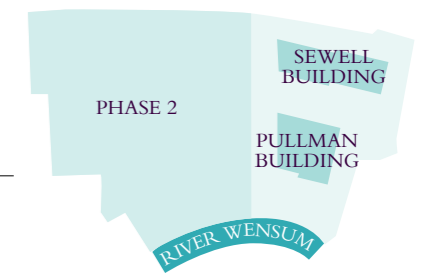 SEWELL
BUILDING
PHASE 2
PULLMAN
BUILDING
RIVER WENSUM